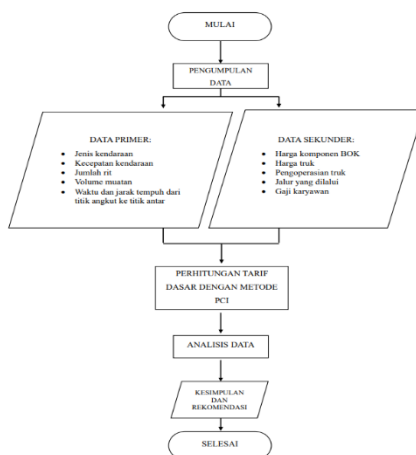 MULAI
PENGUMPULAN
DATA
DATA PRIMER:
• Jenis kendaraan
• Kecepatan kendaraan
• Jumlah rit
• Volume muatan
• Waktu dan jarak tempuh dari
titik angkut ke titik antar
DATA SEKUNDER:
• Harga komponen BOK
• Harga truk
• Pengoperasian truk
• Jalur yang dilalui
• Gaji karyawan
PERHITUNGAN TARIF
DASAR DENGAN METODE
PCI
ANALISIS DATA
KESIMPULAN
DAN
REKOMENDASI
SELESAI